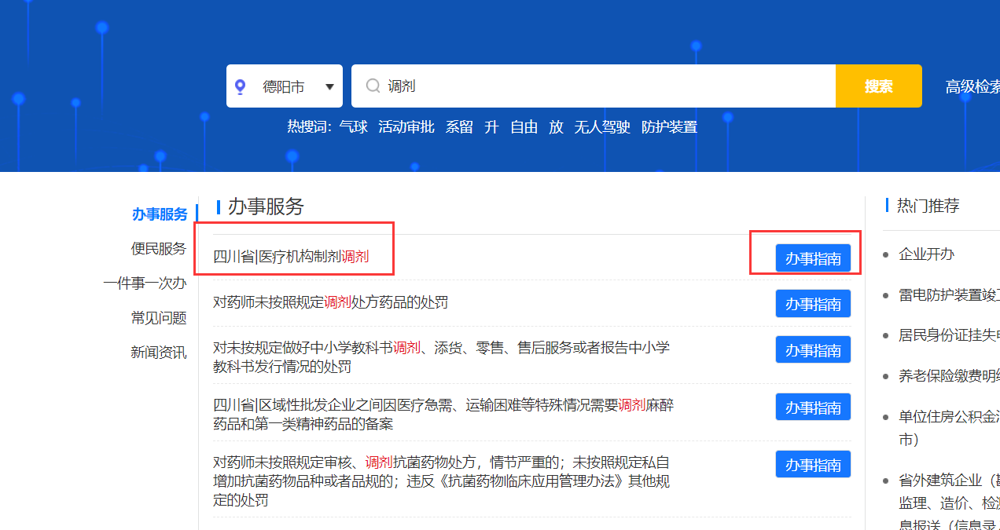 德阳市
调剂
搜索
高级检索
热搜词： 气球 活动审批 系留 升 自由 放 无人驾驶 防护装置
办事服务
便民服务
一件事一次办
常见问题
新闻资讯
办事服务
四川省|医疗机构制剂调剂
办事指南
对药师未按照规定调剂处方药品的处罚
办事指南
对未按规定做好中小学教科书调剂、添货、零售、售后服务或者报告中小学
教科书发行情况的处罚
办事指南
四川省|区域性批发企业之间因医疗急需、运输困难等特殊情况需要调剂麻醉
药品和第一类精神药品的备案
办事指南
对药师未按照规定审核、调剂抗菌药物处方，情节严重的；未按照规定私自
增加抗菌药物品种或者品规的；违反《抗菌药物临床应用管理办法》其他规
定的处罚
办事指南
热门推荐
企业开办
雷电防护装置竣
居民身份证挂失
养老保险缴费明
单位住房公积金
市）
省外建筑企业（
监理、造价、检
息报送（信息录